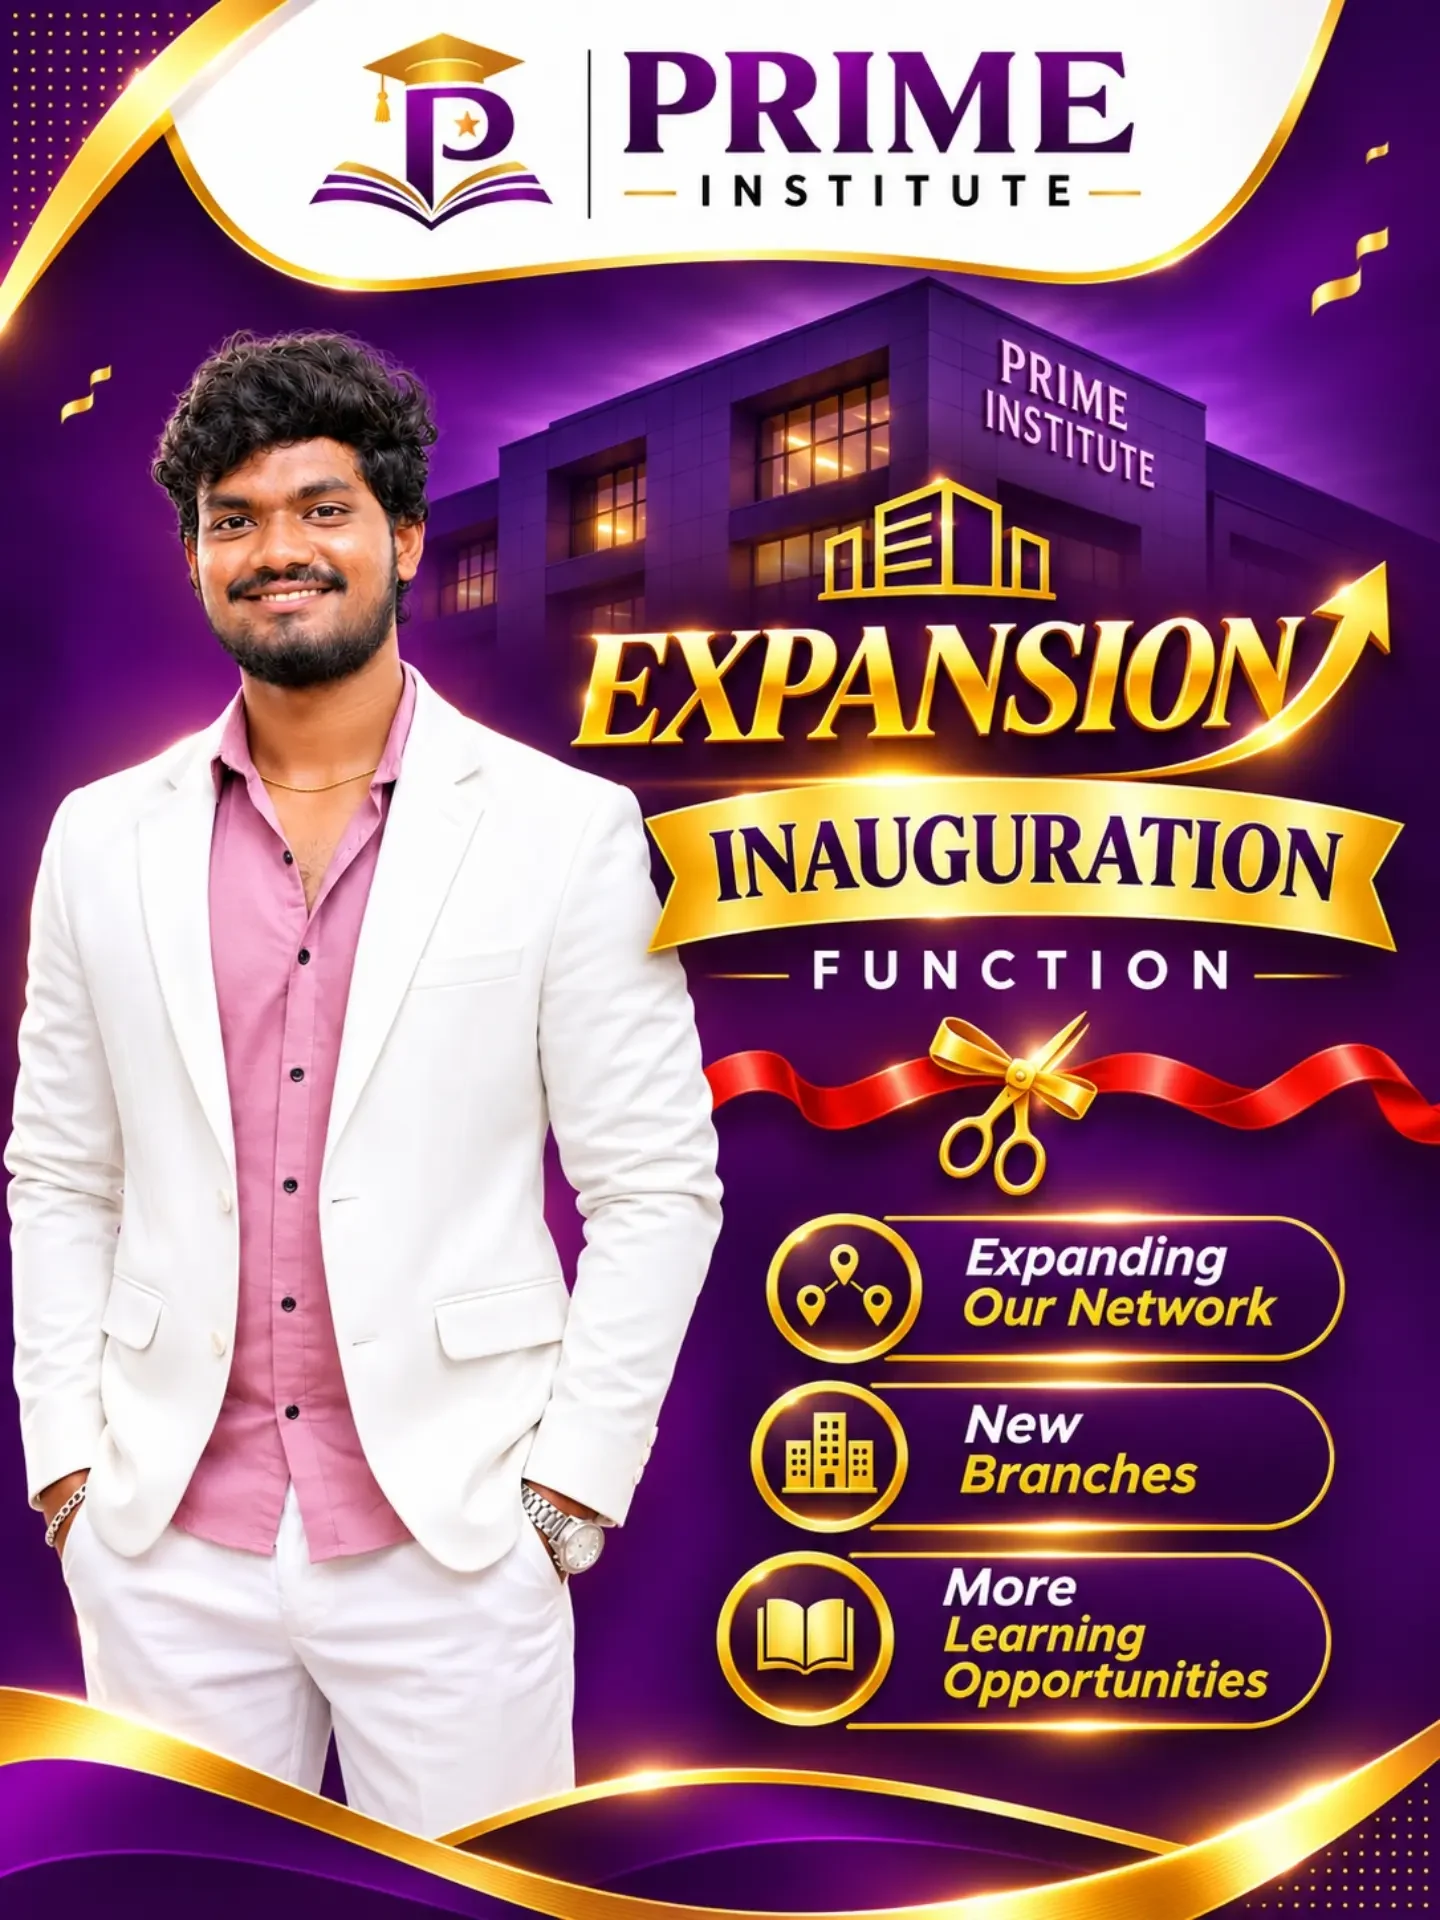 P
PRIME
INSTITUTE
PRIME
INSTITUTE
EXPANSION
INAUGURATION
FUNCTION
Expanding
Our Network
New
Branches
More
Learning
Opportunities